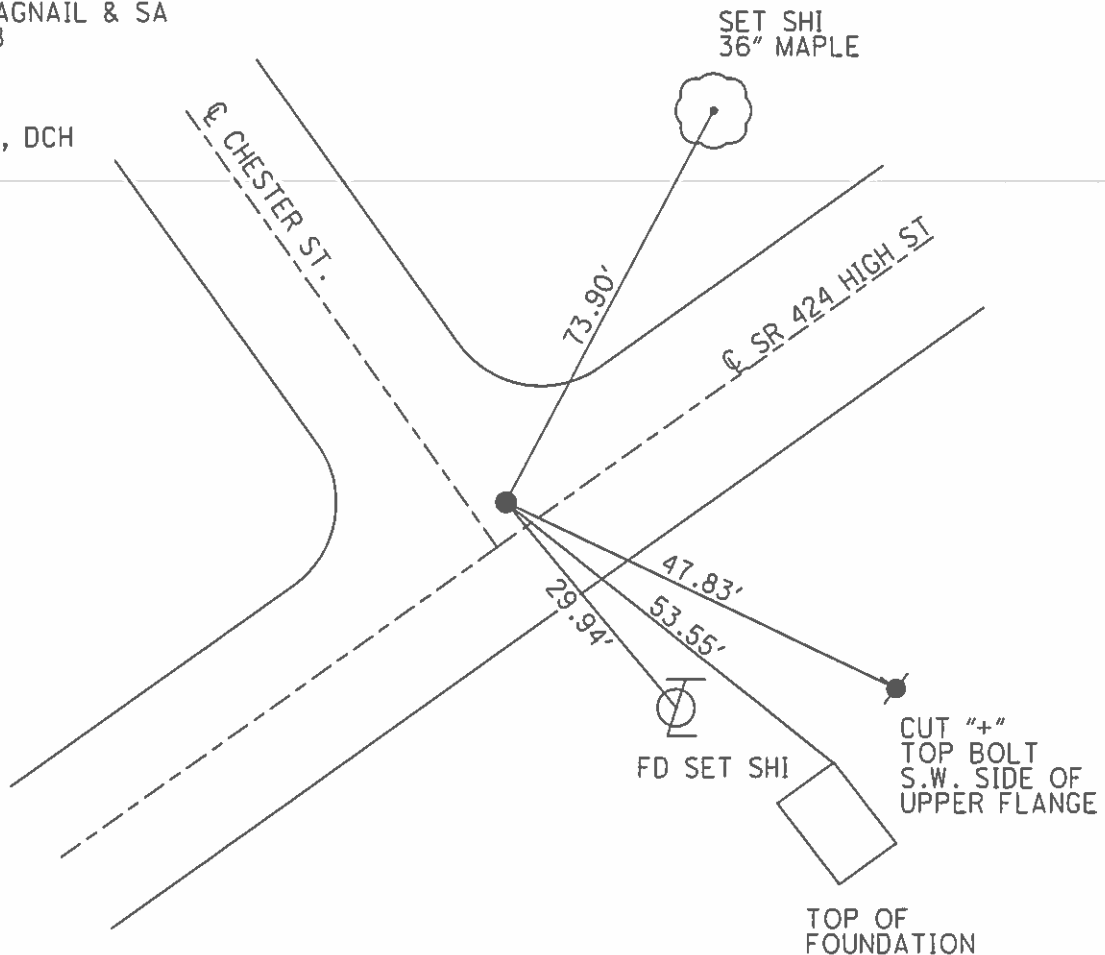 AGNAIL & SA
SET SHI
36" MAPLE
, DCH
℄ CHESTER ST.
73.90'
℄ SR 424 HIGH ST
47.83'
53.55'
29.94'
FD SET SHI
CUT "+"
TOP BOLT
S.W. SIDE OF
UPPER FLANGE
TOP OF
FOUNDATION